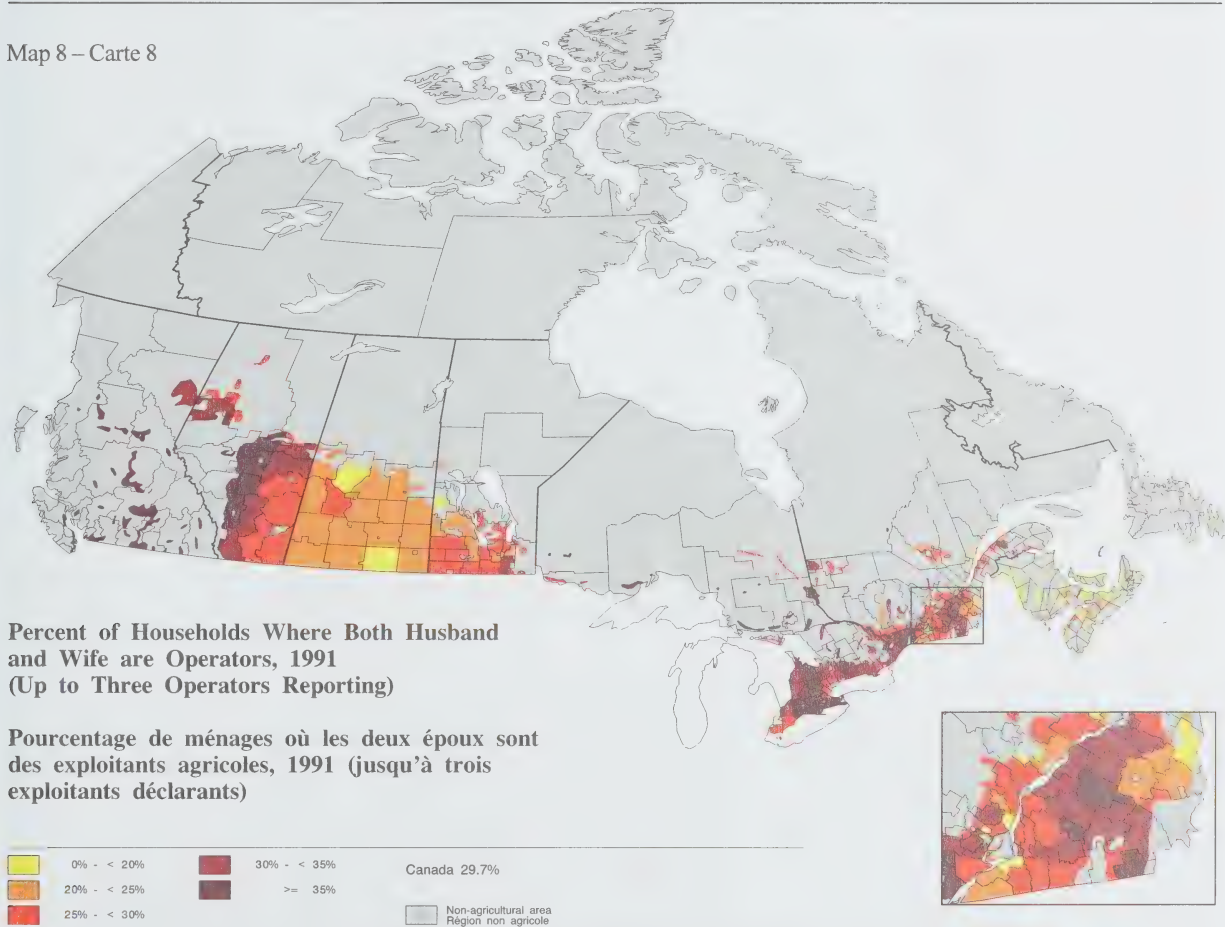 Map 8 – Carte 8
Percent of Households Where Both Husband
and Wife are Operators, 1991
(Up to Three Operators Reporting)
Pourcentage de ménages où les deux époux sont
des exploitants agricoles, 1991 (jusqu'à trois
exploitants déclarants)
0% - < 20%
20% - < 25%
25% - < 30%
30% - < 35%
>= 35%
Canada 29.7%
Non-agricultural area
Région non agricole